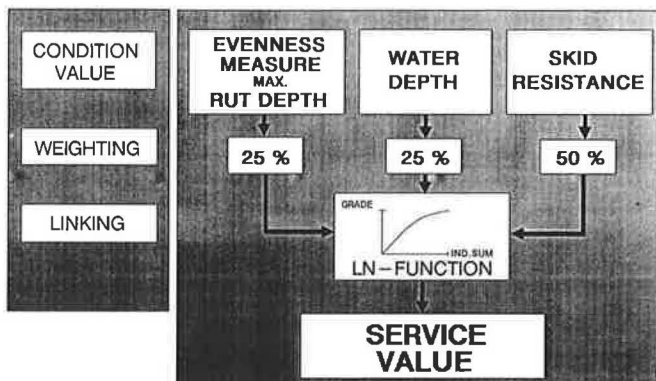 CONDITION
VALUE
WEIGHTING
LINKING
EVENNESS
MEASURE
MAX.
RUT DEPTH
WATER
DEPTH
SKID
RESISTANCE
25 %
25 %
50 %
GRADE
IND.SUM
LN-FUNCTION
SERVICE
VALUE